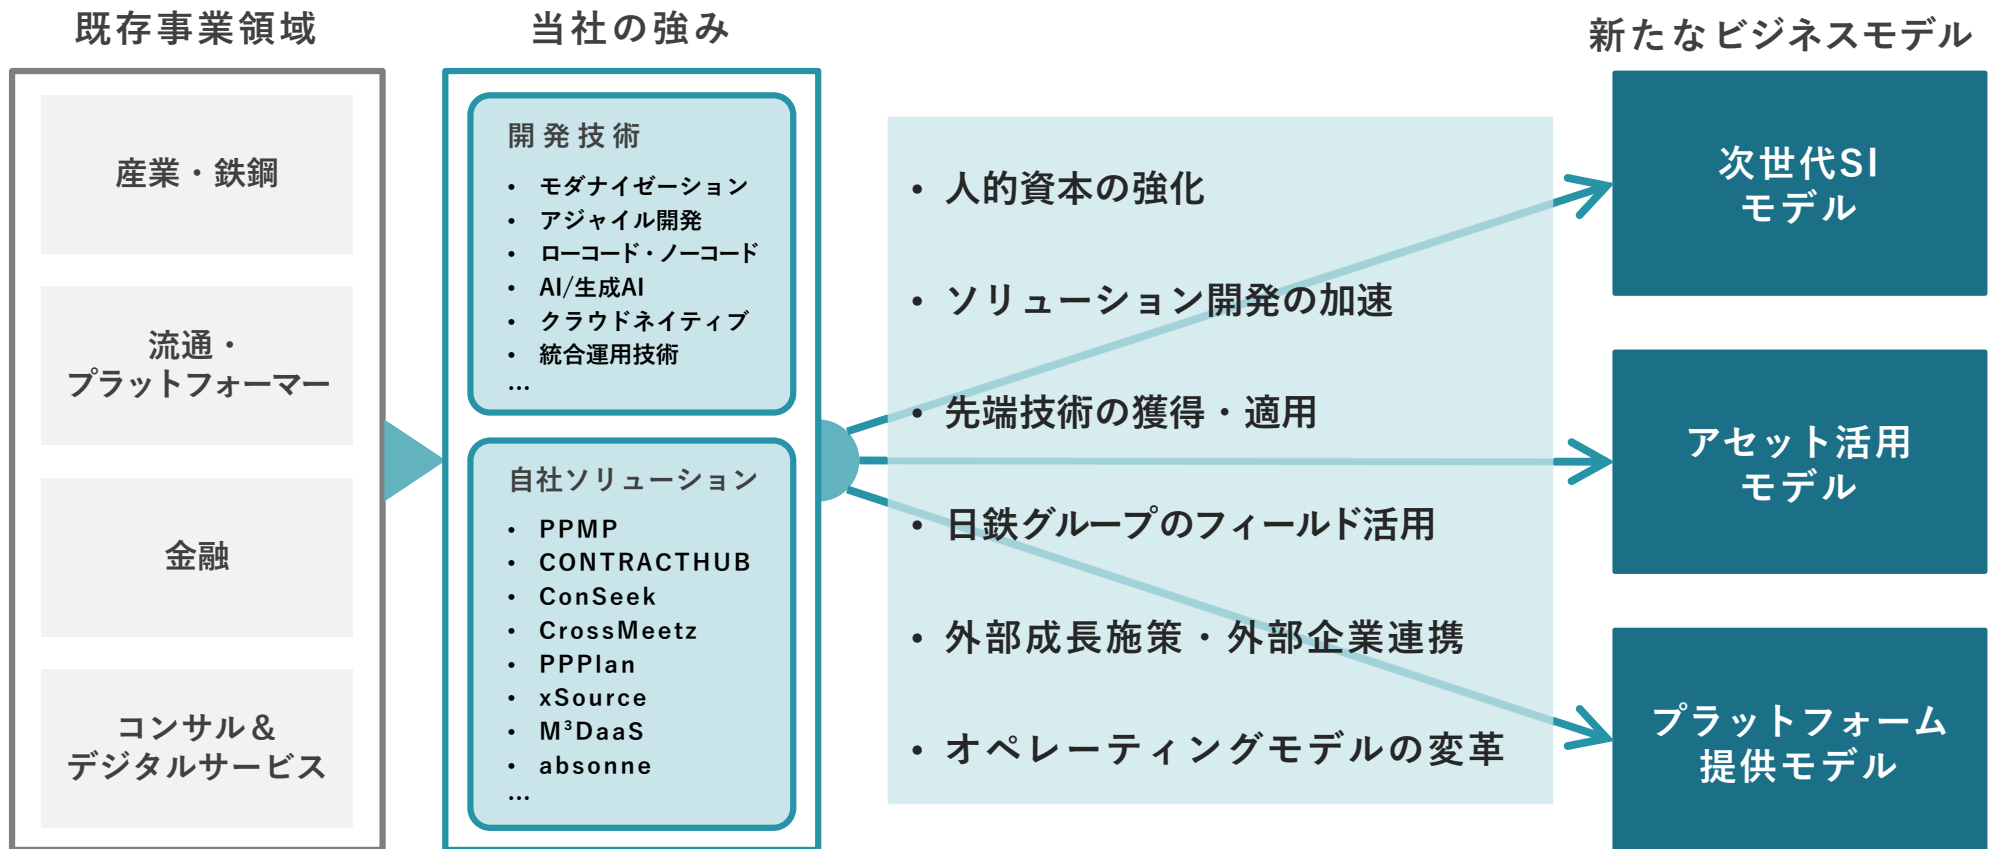 既存事業領域
産業・鉄鋼
流通・
プラットフォーマー
金融
コンサル＆
デジタルサービス
当社の強み
開発技術
• モダナイゼーション
• アジャイル開発
• ローコード・ノーコード
• AI/生成AI
• クラウドネイティブ
• 統合運用技術
…
自社ソリューション
• PPMP
• CONTRACTHUB
• ConSeek
• CrossMeetz
• PPPlan
• xSource
• M³DaaS
• absonne
…
• 人的資本の強化
• ソリューション開発の加速
• 先端技術の獲得・適用
• 日鉄グループのフィールド活用
• 外部成長施策・外部企業連携
• オペレーティングモデルの変革
新たなビジネスモデル
次世代SI
モデル
アセット活用
モデル
プラットフォーム
提供モデル